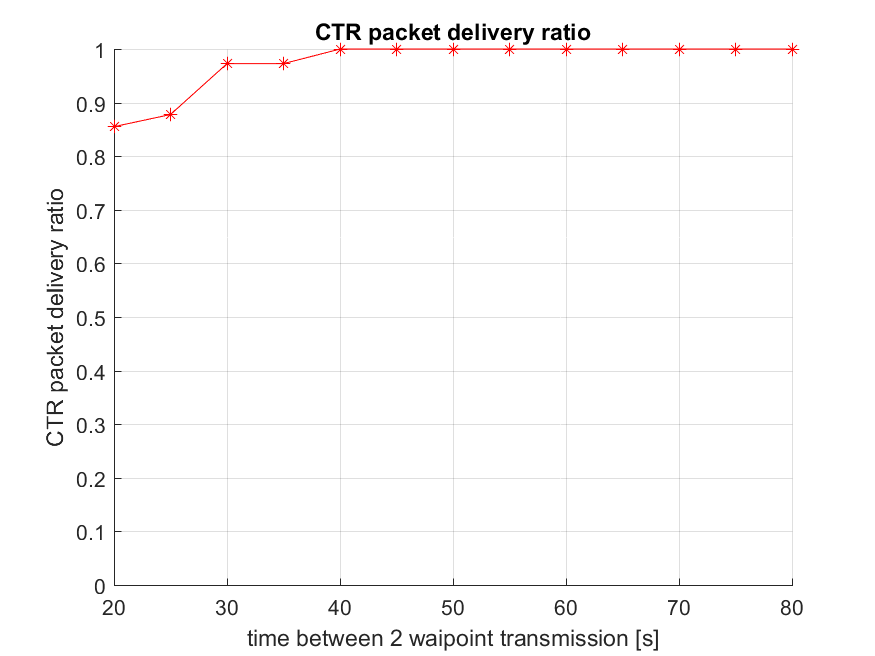 CTR packet delivery ratio
CTR packet delivery ratio
1
0.9
0.8
0.7
0.6
0.5
0.4
0.3
0.2
0.1
0
20 30 40 50 60 70 80
time between 2 waipoint transmission [s]